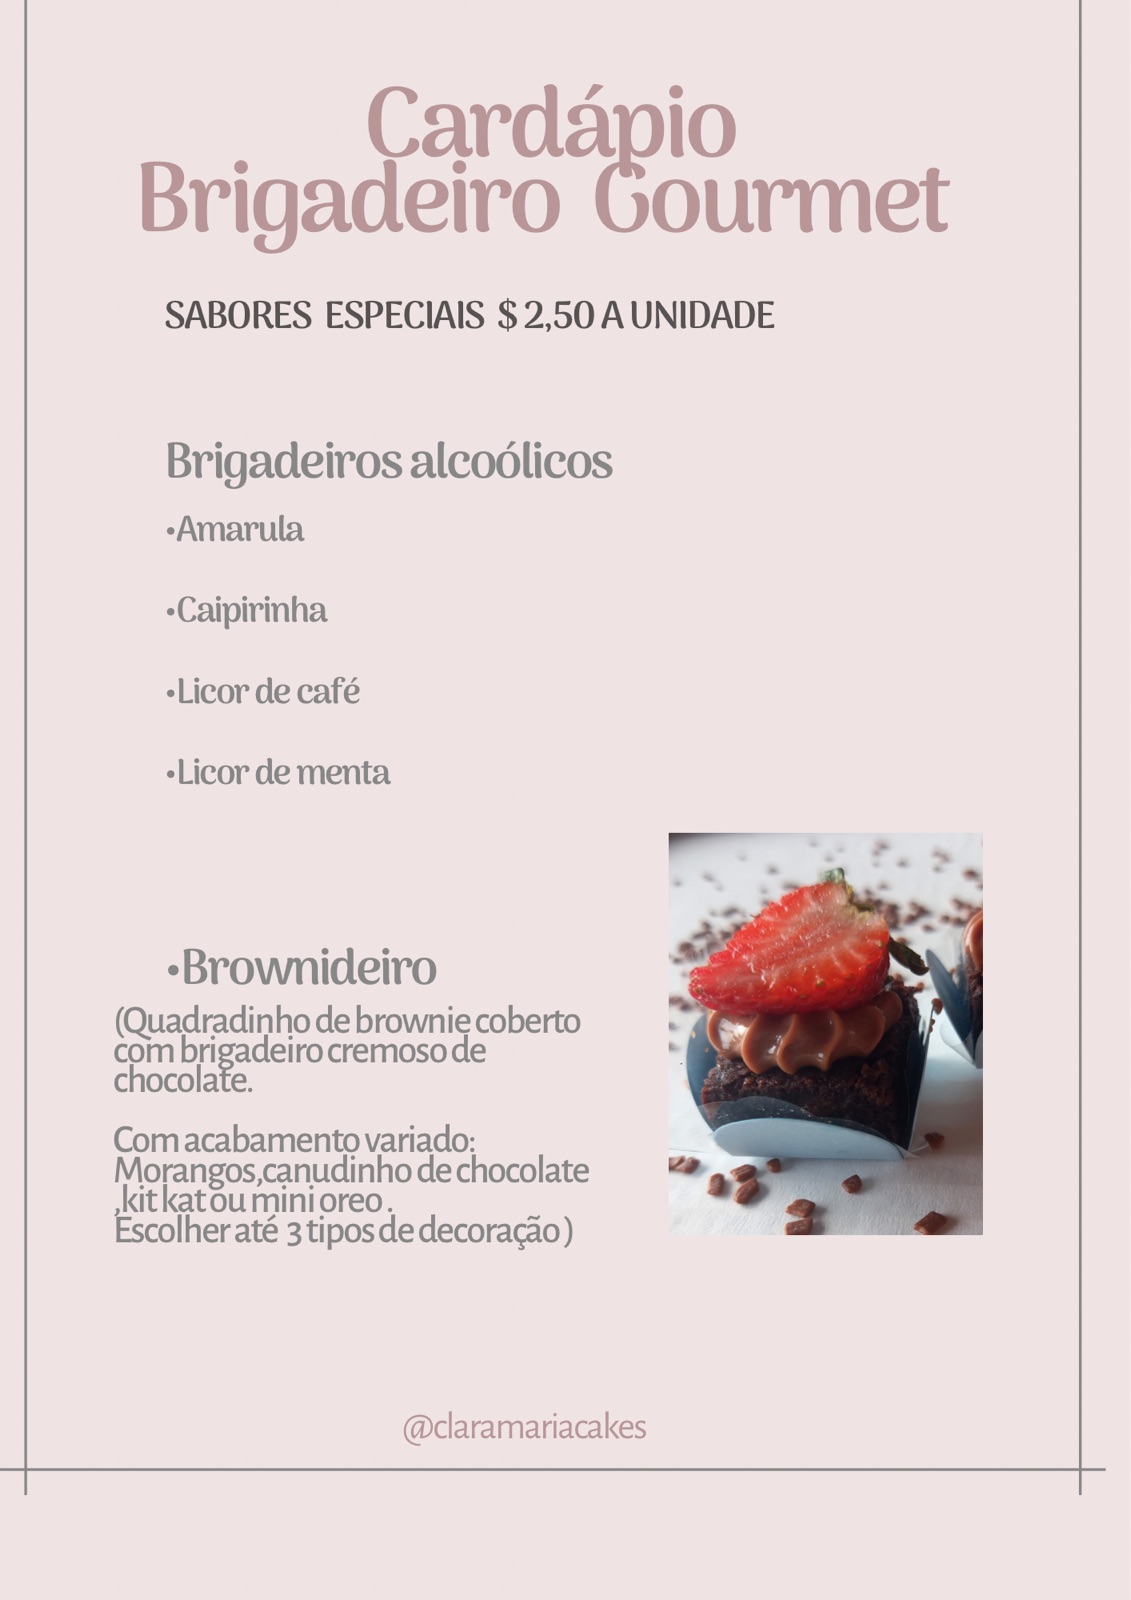 Cardápio
Brigadeiro Gourmet
SABORES ESPECIAIS $ 2,50 A UNIDADE
Brigadeiros alcoólicos
•Amarula
•Caipirinha
•Licor de café
•Licor de menta
•Browndeiro
(Quadradinho de brownie coberto
com brigadeiro cremoso de
chocolate.
Com acabamento variado:
Morangos,canudinho de chocolate
,kit kat ou mini oreo .
Escolher até 3 tipos de decoração )
@claramariacakes